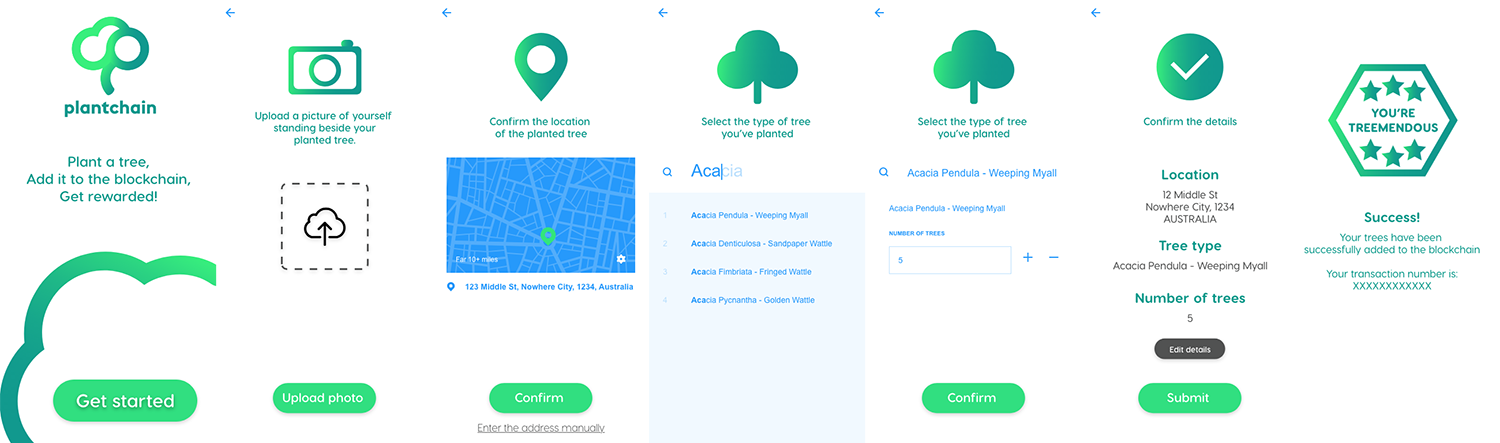 plantchain
Plant a tree,
Add it to the blockchain,
Get rewarded!
Get started
Upload a picture of yourself
standing beside your
planted tree.
Upload photo
Confirm the location
of the planted tree
Far 10+ miles
123 Middle St, Nowhere City, 1234, Australia
Confirm
Enter the address manually
Select the type of tree
you've planted
Acacia
1 Acacia Pendula - Weeping Myall
2 Acacia Denticulosa - Sandpaper Wattle
3 Acacia Fimbriata - Fringed Wattle
4 Acacia Pycnantha - Golden Wattle
Select the type of tree
you've planted
Acacia Pendula - Weeping Myall
Acacia Pendula - Weeping Myall
NUMBER OF TREES
5 + −
Confirm
Confirm the details
Location
12 Middle St
Nowhere City, 1234
AUSTRALIA
Tree type
Acacia Pendula - Weeping Myall
Number of trees
5
Edit details
Submit
YOU'RE
TREEMENDOUS
Success!
Your trees have been
successfully added to the blockchain
Your transaction number is:
XXXXXXXXXXXX